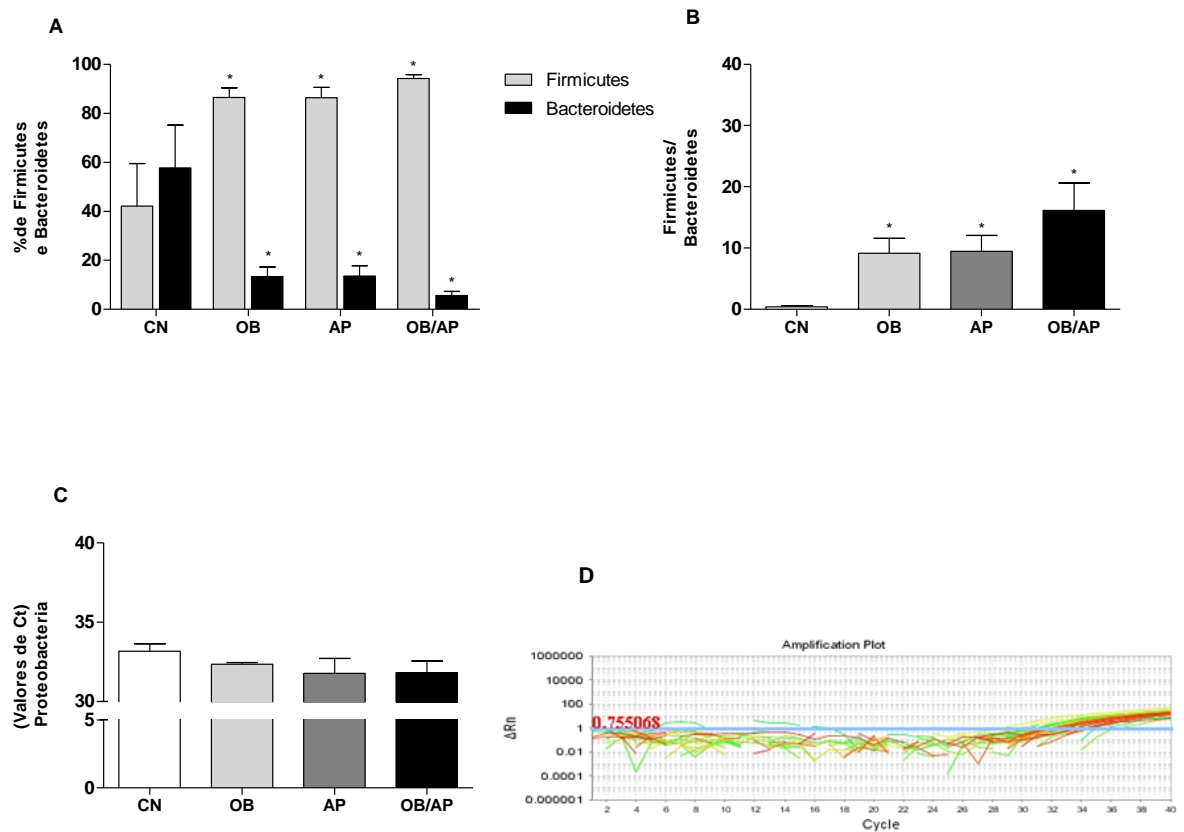 A
%de Firmicutes
e Bacteroidetes
100
80
60
40
20
0
* * *
* * *
CN OB AP OB/AP
Firmicutes
Bacteroidetes
B
Firmicutes/
Bacteroidetes
40
30
20
10
0
* * *
CN OB AP OB/AP
C
(Valores de Ct)
Proteobacteria
40
35
30
5
0
CN OB AP OB/AP
D
Amplification Plot
ΔRn
1000000
10000
100
1
0.01
0.0001
0.000001
0.755068
2 4 6 8 10 12 14 16 18 20 22 24 26 28 30 32 34 36 38 40
Cycle